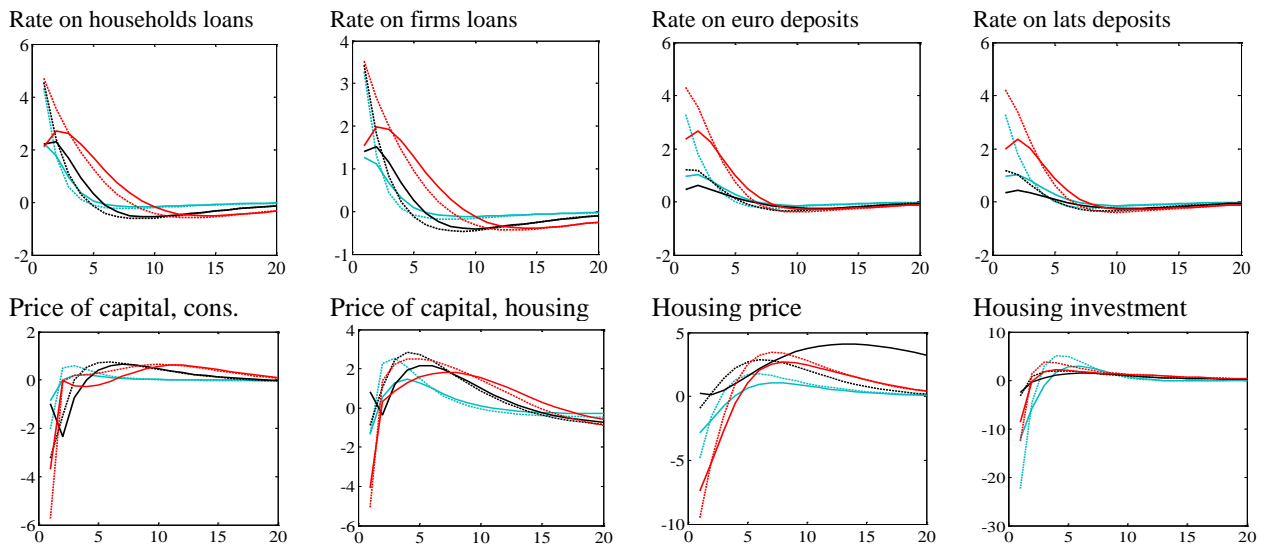 Rate on households loans
Rate on firms loans
Rate on euro deposits
Rate on lats deposits
6
4
2
0
-2
0 5 10 15 20
4
3
2
1
0
-1
0 5 10 15 20
6
4
2
0
-2
0 5 10 15 20
6
4
2
0
-2
0 5 10 15 20
Price of capital, cons.
Price of capital, housing
Housing price
Housing investment
2
0
-2
-4
-6
0 5 10 15 20
4
2
0
-2
-4
-6
0 5 10 15 20
5
0
-5
-10
0 5 10 15 20
10
0
-10
-20
-30
0 5 10 15 20